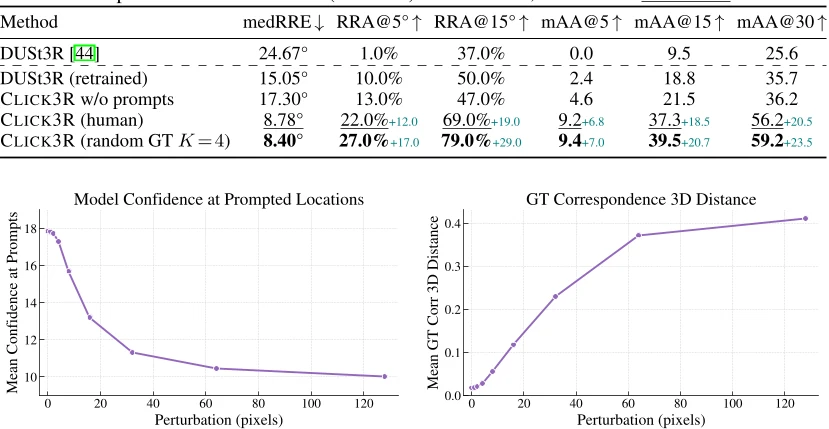 Method medRRE↓ RRA@5°↑ RRA@15°↑ mAA@5↑ mAA@15↑ mAA@30↑
DUSt3R [44] 24.67° 1.0% 37.0% 0.0 9.5 25.6
DUSt3R (retrained) 15.05° 10.0% 50.0% 2.4 18.8 35.7
CLICK3R w/o prompts 17.30° 13.0% 47.0% 4.6 21.5 36.2
CLICK3R (human) 8.78° 22.0%+12.0 69.0%+19.0 9.2+6.8 37.3+18.5 56.2+20.5
CLICK3R (random GT K = 4) 8.40° 27.0%+17.0 79.0%+29.0 9.4+7.0 39.5+20.7 59.2+23.5
Model Confidence at Prompted Locations
Mean Confidence at Prompts
18
16
14
12
10
0 20 40 60 80 100 120
Perturbation (pixels)
GT Correspondence 3D Distance
Mean GT Corr 3D Distance
0.4
0.3
0.2
0.1
0.0
0 20 40 60 80 100 120
Perturbation (pixels)